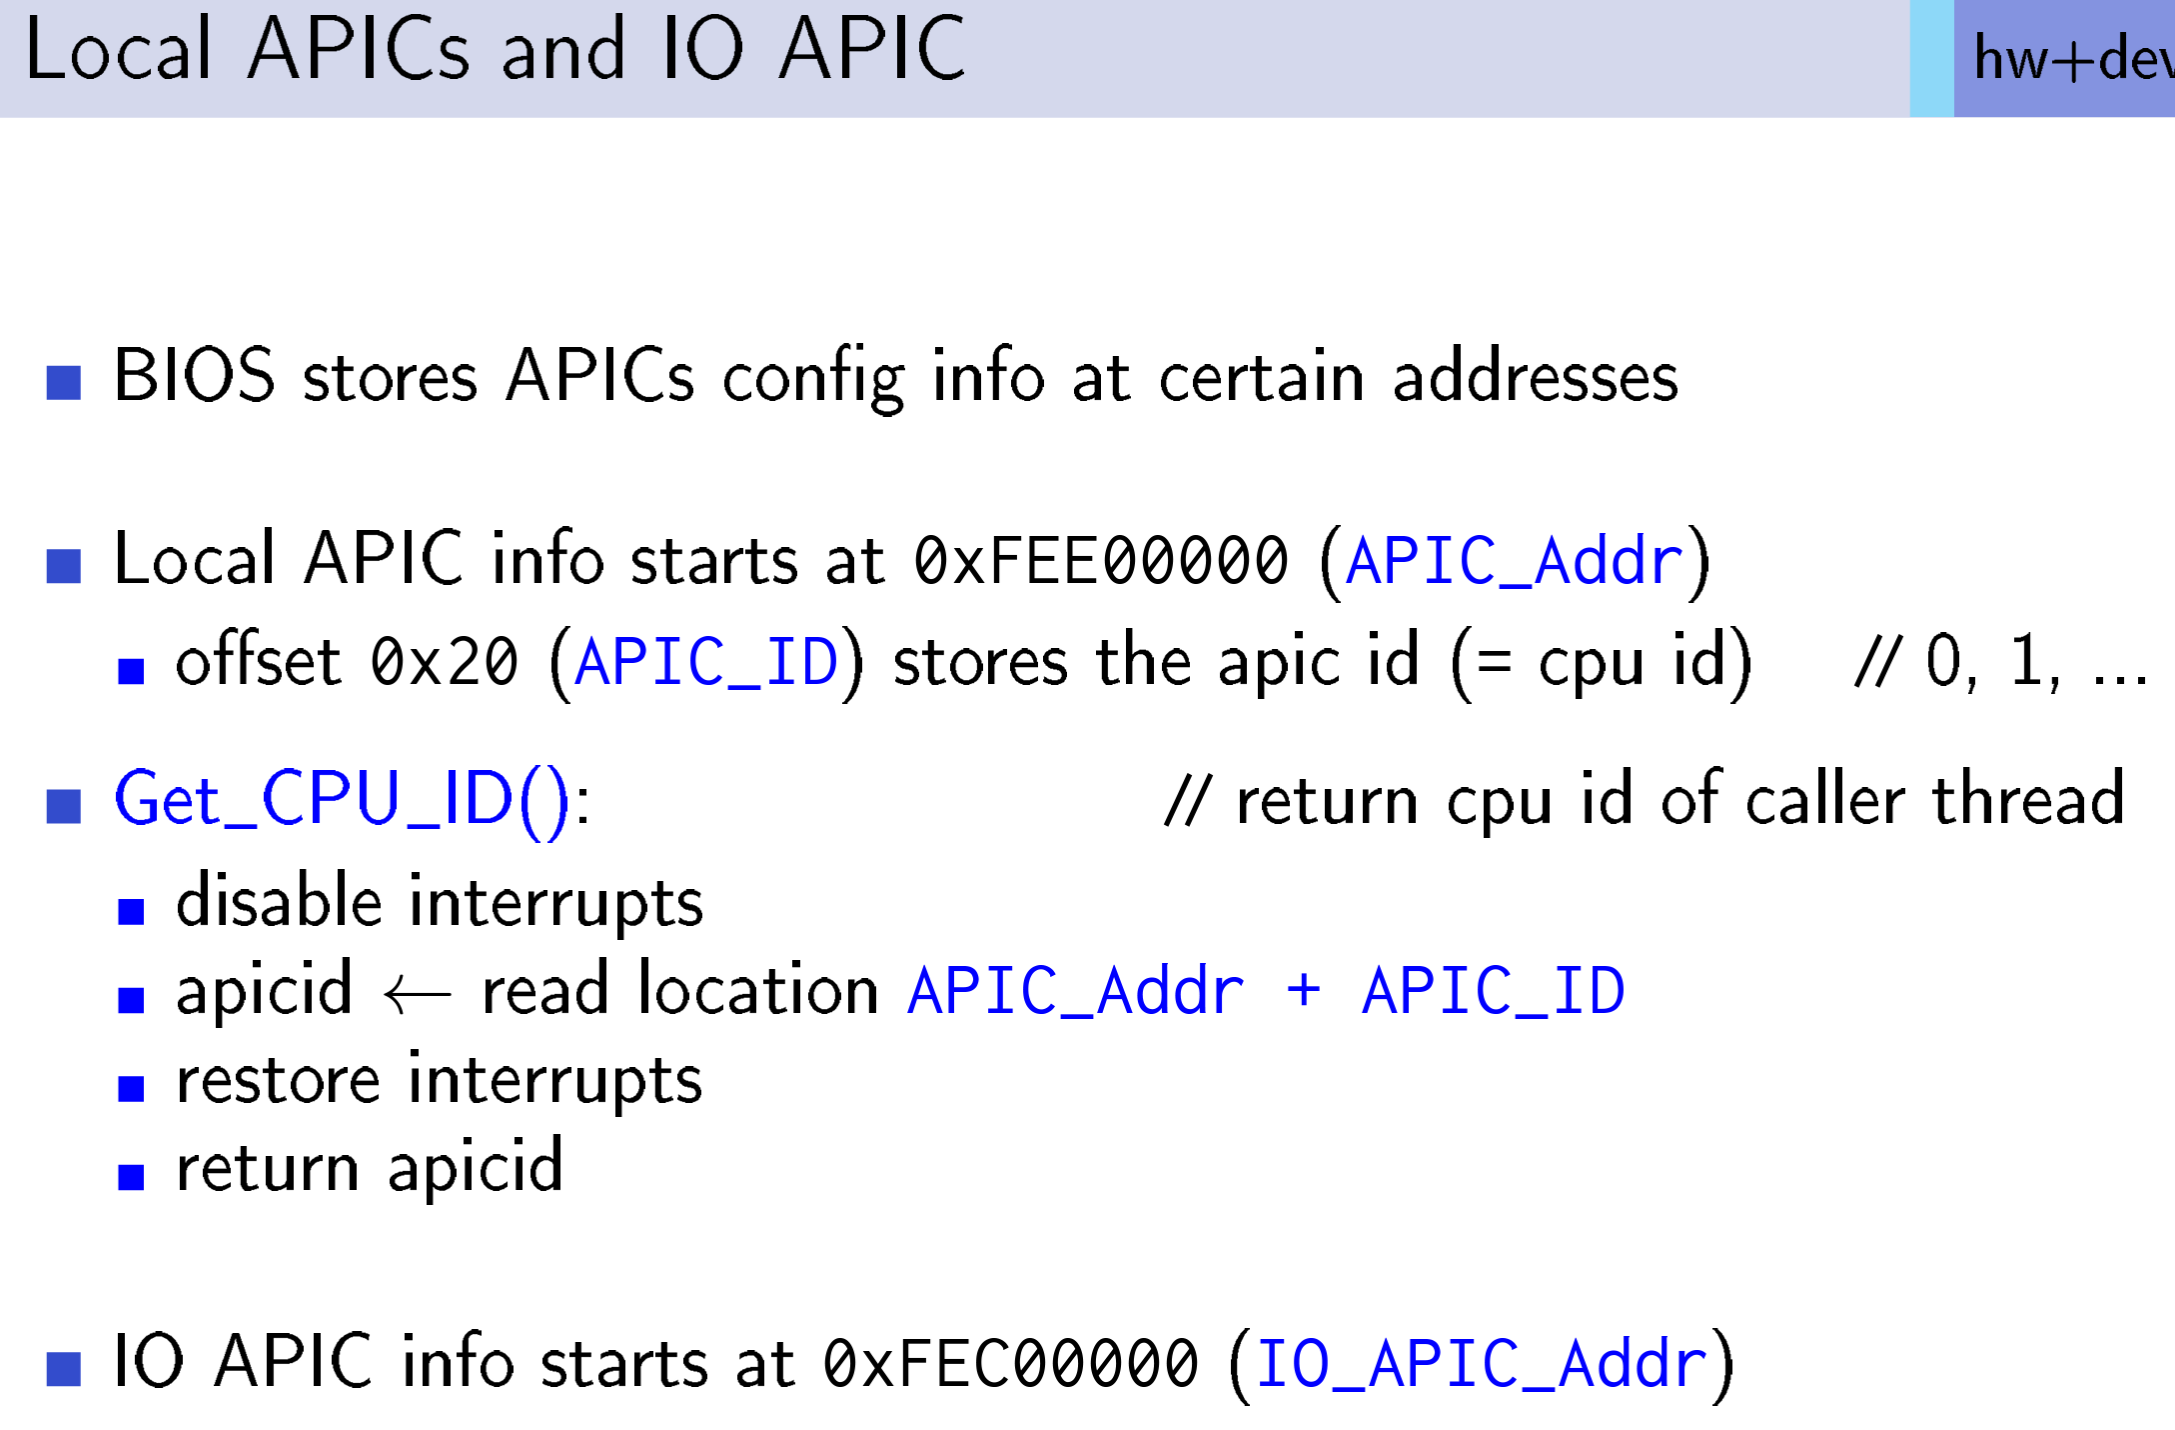 Local APICs and IO APIC
hw+dev
BIOS stores APICs config info at certain addresses
Local APIC info starts at 0xFEE00000 (APIC_Addr)
offset 0x20 (APIC_ID) stores the apic id (= cpu id) // 0, 1, ...
Get_CPU_ID(): // return cpu id of caller thread
disable interrupts
apicid ← read location APIC_Addr + APIC_ID
restore interrupts
return apicid
IO APIC info starts at 0xFEC00000 (IO_APIC_Addr)